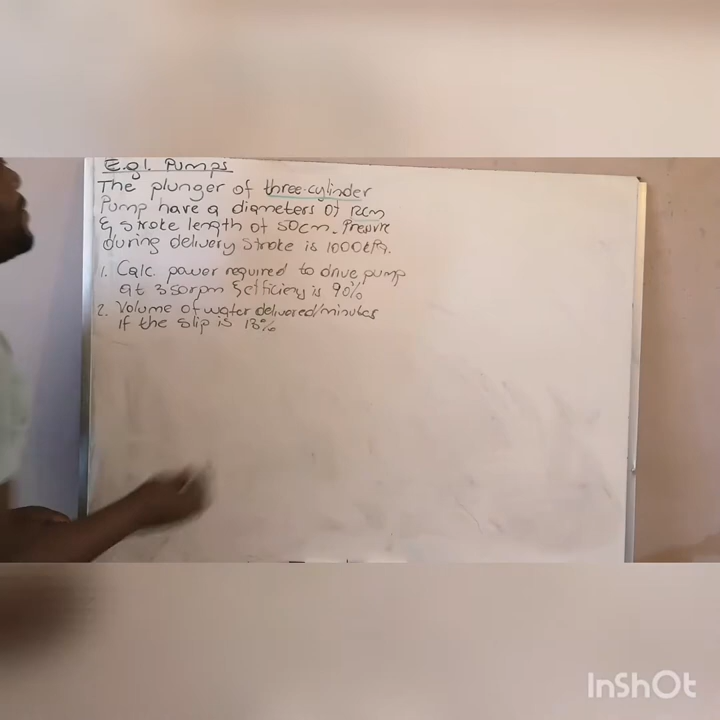 E.g1. Pumps
The plunger of three-cylinder
Pump have a diameters of 12cm
& stroke length of 50cm. Pressure
during delivery stroke is 1000kPa.
1. Calc. power required to drive pump
at 350rpm & efficiency is 90%
2. Volume of water delivered/minutes
if the slip is 18%
InShOt